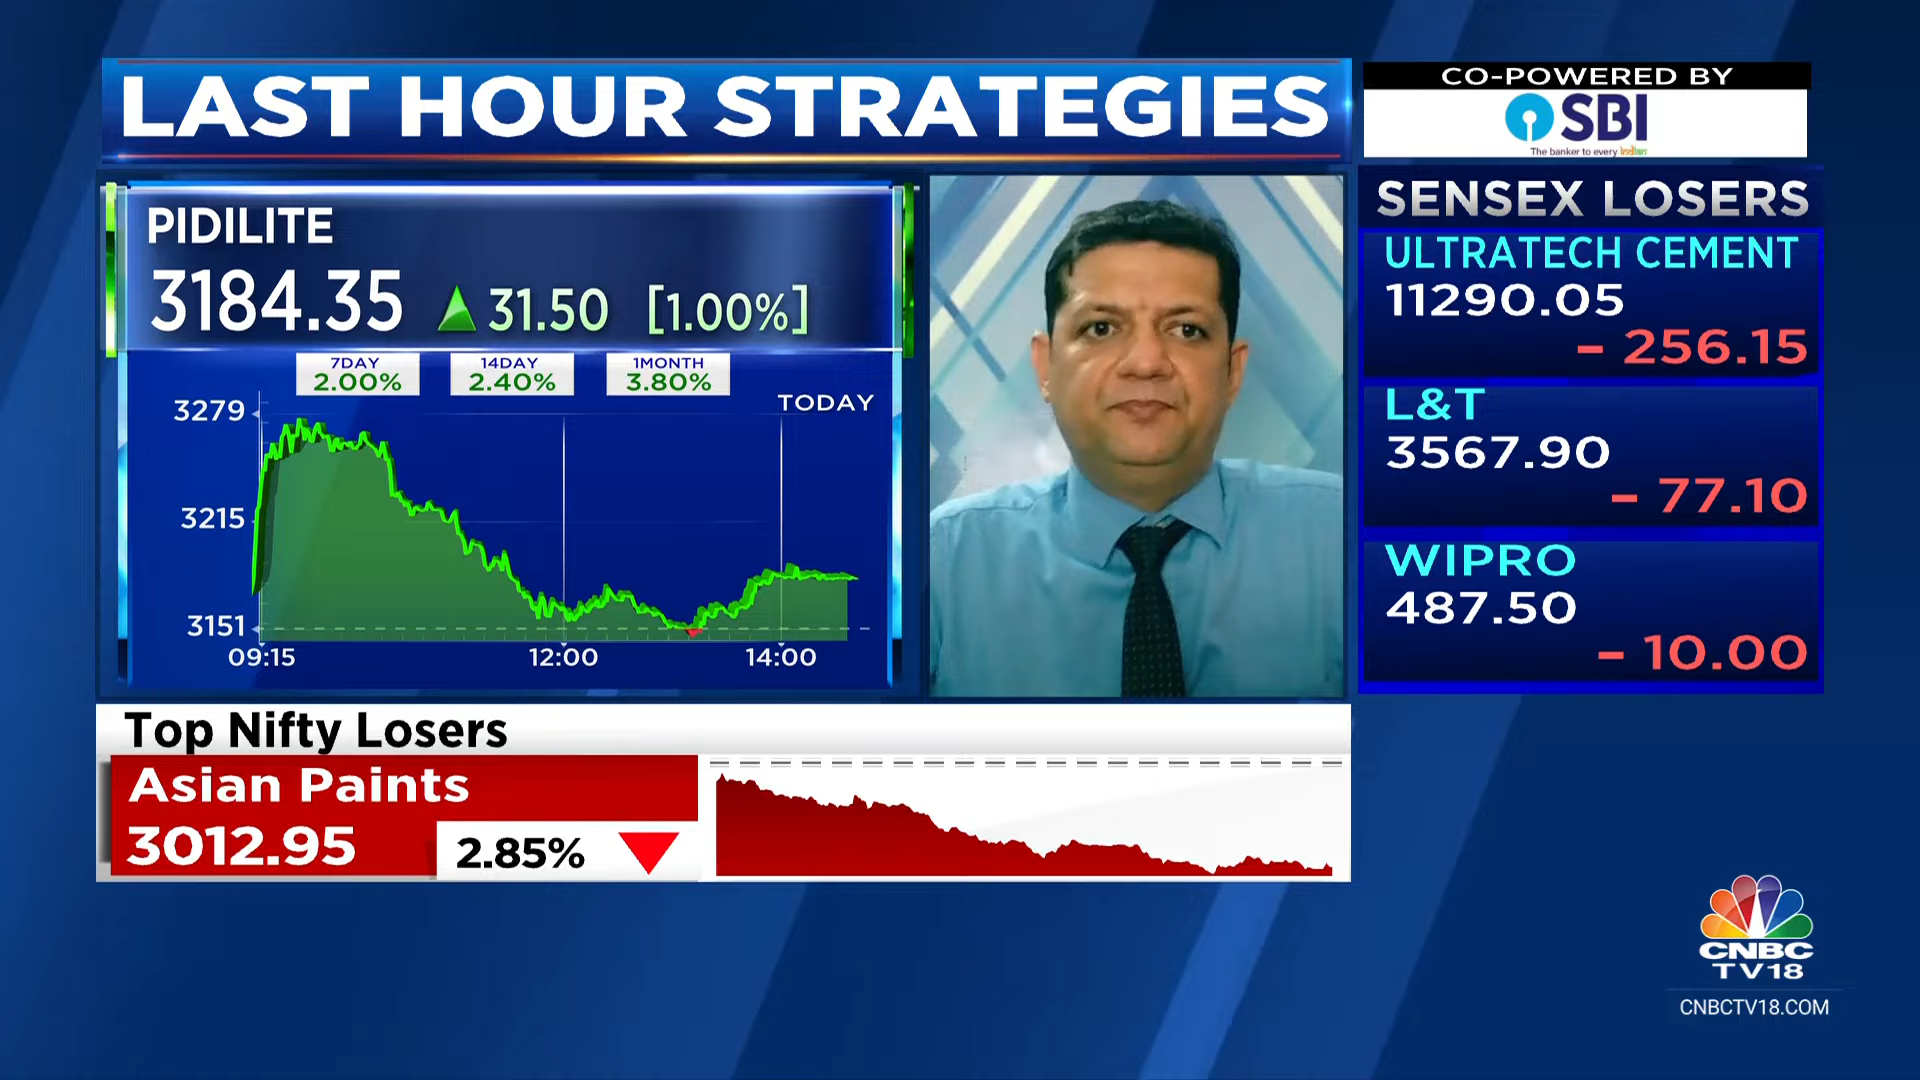 LAST HOUR STRATEGIES
CO-POWERED BY
SBI
The banker to every indian
PIDILITE
3184.35 ▲ 31.50 [1.00%]
7DAY
2.00%
14DAY
2.40%
1MONTH
3.80%
TODAY
3279
3215
3151
09:15 12:00 14:00
SENSEX LOSERS
ULTRATECH CEMENT
11290.05
- 256.15
L&T
3567.90
- 77.10
WIPRO
487.50
- 10.00
Top Nifty Losers
Asian Paints
3012.95
2.85%
CNBC
TV18
CNBCTV18.COM